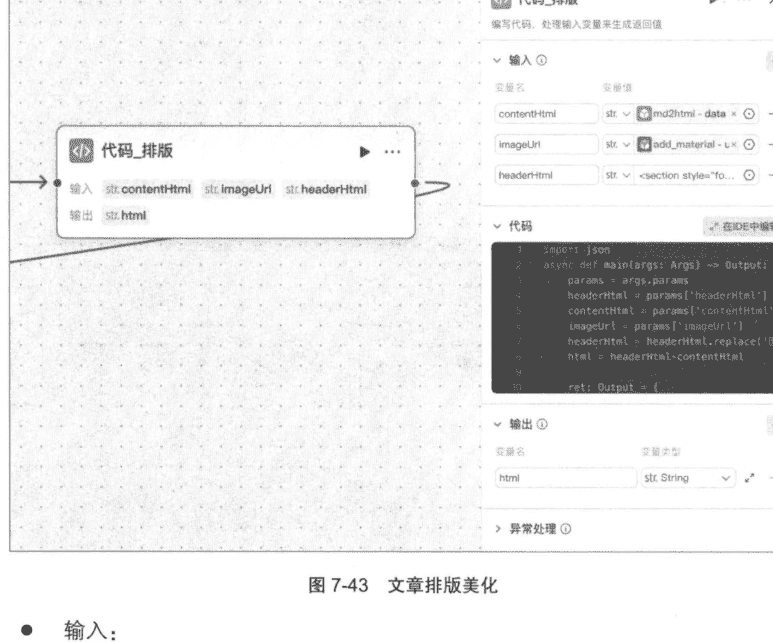 代码_排版
编写代码，处理输入变量来生成返回值
输入
变量名 变量值
contentHtml str. md2html - data ×
imageUrl str. add_material - u ×
headerHtml str. <section style="fo...
代码_排版
输入 str. contentHtml str. imageUrl str. headerHtml
输出 str. html
代码 在IDE中编辑
1 import json
2 async def main(args: Args) -> Output:
3 params = args.params
4 headerHtml = params['headerHtml']
5 contentHtml = params['contentHtml'
6 imageUrl = params['imageUrl']
7 headerHtml = headerHtml.replace('
8 html = headerHtml+contentHtml
9
10 ret: Output = {
输出
变量名 变量类型
html str. String
异常处理
图 7-43 文章排版美化
● 输入：